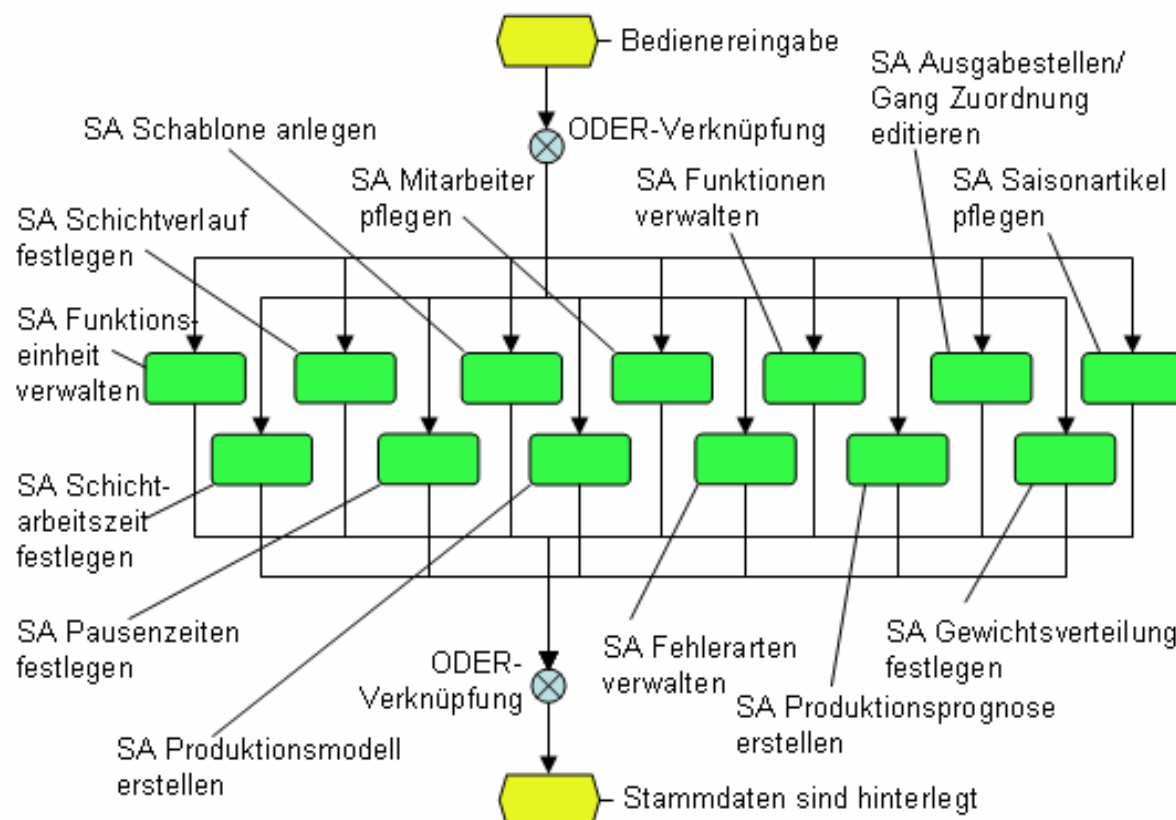 Bedienereingabe
ODER-Verknüpfung
SA Ausgabestellen/
Gang Zuordnung
editieren
SA Schablone anlegen
SA Mitarbeiter
pflegen
SA Funktionen
verwalten
SA Saisonartikel
pflegen
SA Schichtverlauf
festlegen
SA Funktions-
einheit
verwalten
SA Schicht-
arbeitszeit
festlegen
SA Pausenzeiten
festlegen
ODER-
Verknüpfung
SA Fehlerarten
verwalten
SA Gewichtsverteilung
festlegen
SA Produktionsmodell
erstellen
SA Produktionsprognose
erstellen
Stammdaten sind hinterlegt